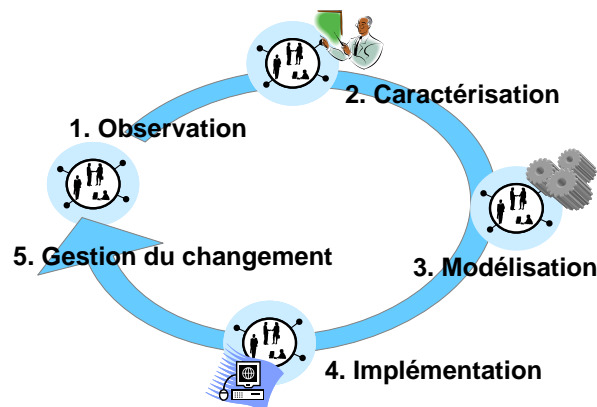 1. Observation
2. Caractérisation
3. Modélisation
4. Implémentation
5. Gestion du changement